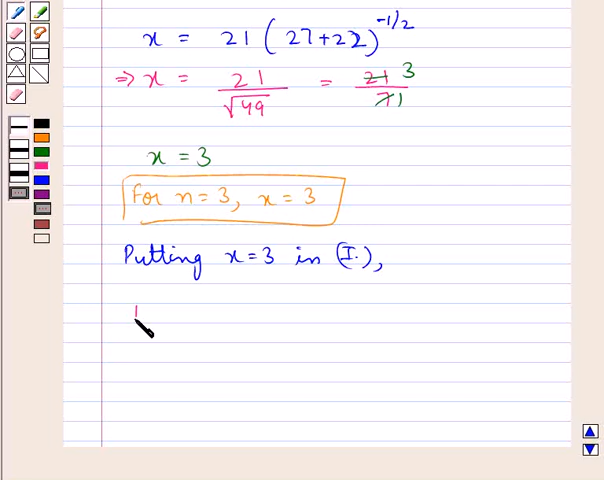 x = 21 (27+22)^-1/2
⇒ x = 21/√49 = 21 3/7 1
x = 3
For n = 3, x = 3
Putting x = 3 in (I.),